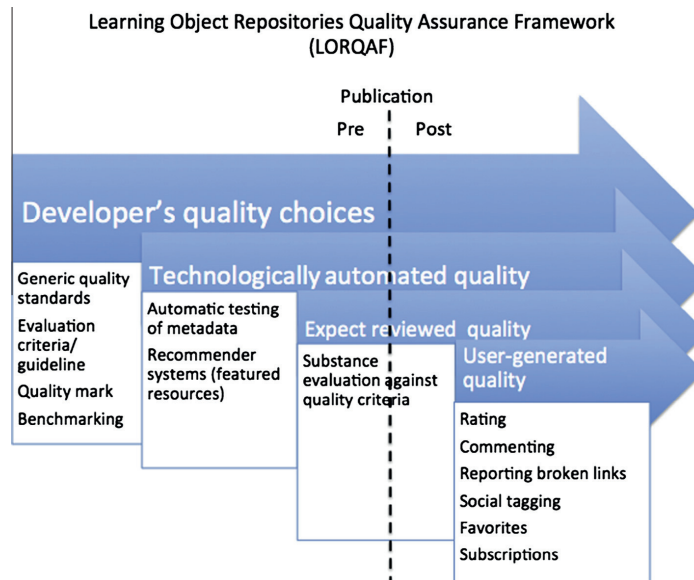 Learning Object Repositories Quality Assurance Framework
(LORQAF)
Publication
Pre
Post
Developer's quality choices
Generic quality
standards
Evaluation
criteria/
guideline
Quality mark
Benchmarking
Technologically automated quality
Automatic testing
of metadata
Recommender
systems (featured
resources)
Expect reviewed quality
Substance
evaluation against
quality criteria
User-generated
quality
Rating
Commenting
Reporting broken links
Social tagging
Favorites
Subscriptions